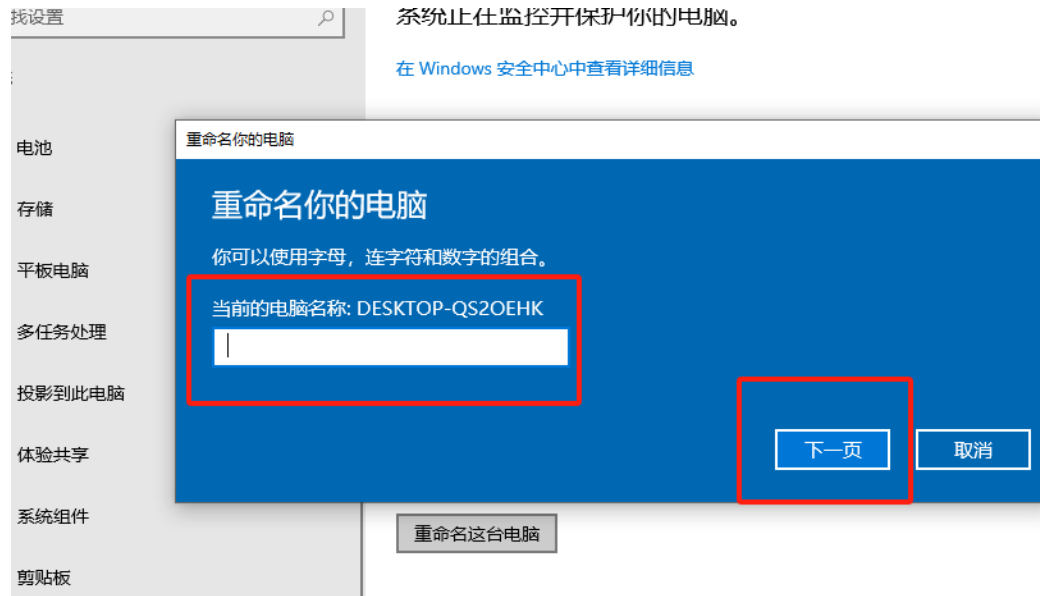 找设置
系统正在监控并保护你的电脑。
在 Windows 安全中心中查看详细信息
电池
存储
平板电脑
多任务处理
投影到此电脑
体验共享
系统组件
剪贴板
重命名你的电脑
重命名你的电脑
你可以使用字母，连字符和数字的组合。
当前的电脑名称: DESKTOP-QS2OEHK
下一页
取消
重命名这台电脑